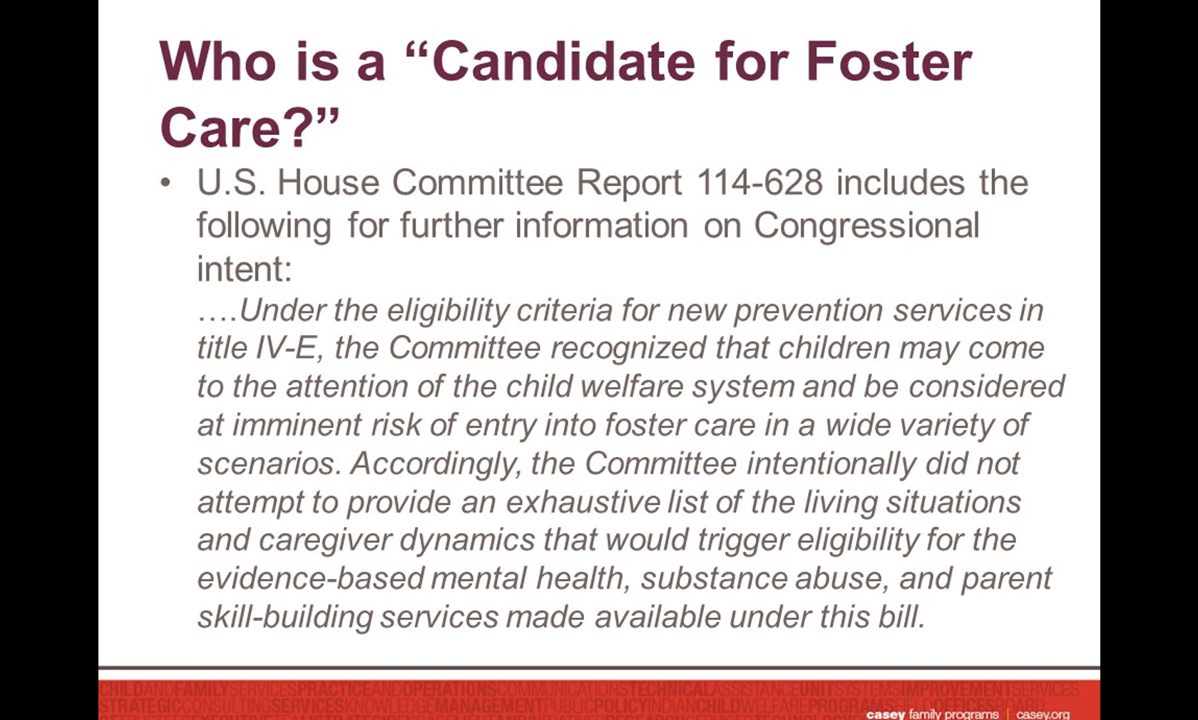 Who is a “Candidate for Foster
Care?”
• U.S. House Committee Report 114-628 includes the
following for further information on Congressional
intent:
….Under the eligibility criteria for new prevention services in
title IV-E, the Committee recognized that children may come
to the attention of the child welfare system and be considered
at imminent risk of entry into foster care in a wide variety of
scenarios. Accordingly, the Committee intentionally did not
attempt to provide an exhaustive list of the living situations
and caregiver dynamics that would trigger eligibility for the
evidence-based mental health, substance abuse, and parent
skill-building services made available under this bill.
CHILDANDFAMILYSERVICESPRACTICEANDOPERATIONSCOMMUNICATIONSTECHNICALASSISTANCEUNITSYSTEMSIMPROVEMENTSERVICES
STRATEGICCONSULTINGSERVICESKNOWLEDGEMANAGEMENTPUBLICPOLICYINDIANCHILDWELFAREPROGRAMS
casey family programs | casey.org